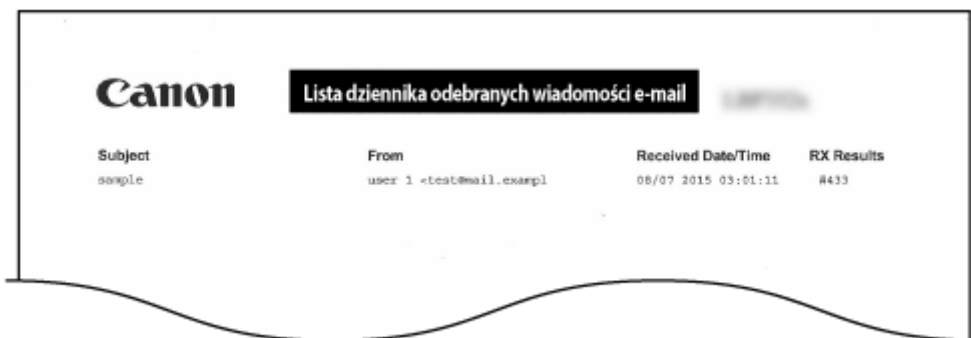 Canon Lista dziennika odebranych wiadomości e-mail
Subject From Received Date/Time RX Results
sample user 1 <test@mail.exampl 08/07 2015 03:01:11 #433